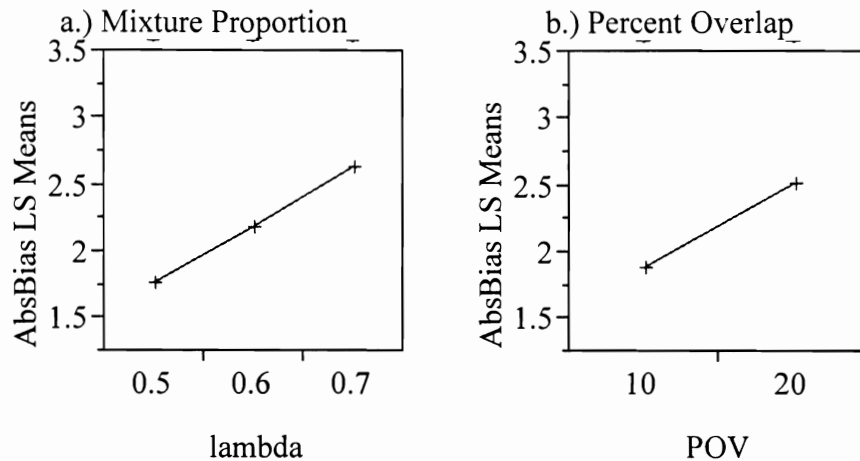 a.) Mixture Proportion
3.5
3
2.5
2
1.5
AbsBias LS Means
0.5 0.6 0.7
lambda
b.) Percent Overlap
3.5
3
2.5
2
1.5
AbsBias LS Means
10 20
POV